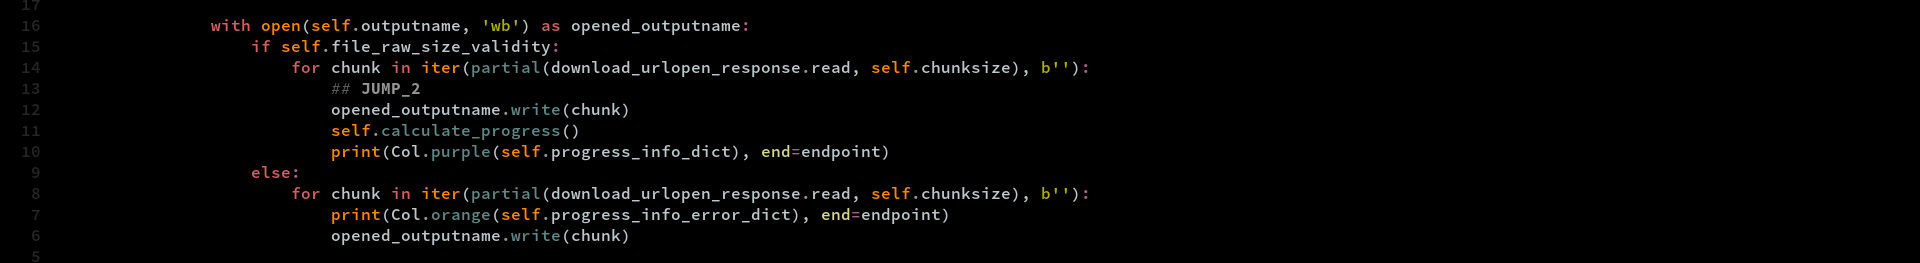 17
16 with open(self.outputname, 'wb') as opened_outputname:
15 if self.file_raw_size_validity:
14 for chunk in iter(partial(download_urlopen_response.read, self.chunksize), b''):
13 ## JUMP_2
12 opened_outputname.write(chunk)
11 self.calculate_progress()
10 print(Col.purple(self.progress_info_dict), end=endpoint)
9 else:
8 for chunk in iter(partial(download_urlopen_response.read, self.chunksize), b''):
7 print(Col.orange(self.progress_info_error_dict), end=endpoint)
6 opened_outputname.write(chunk)
5